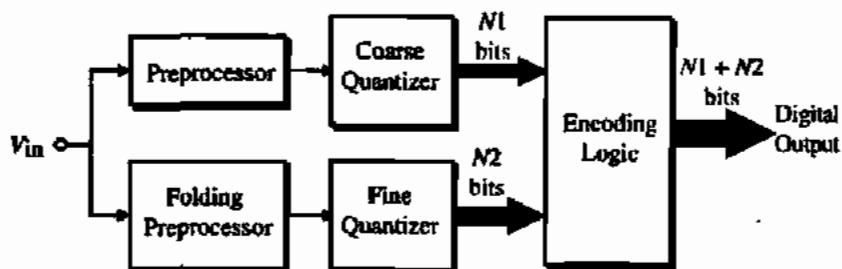 N1
bits
Preprocessor
Coarse
Quantizer
N1 + N2
bits
Vin
Encoding
Logic
Digital
Output
N2
bits
Folding
Preprocessor
Fine
Quantizer